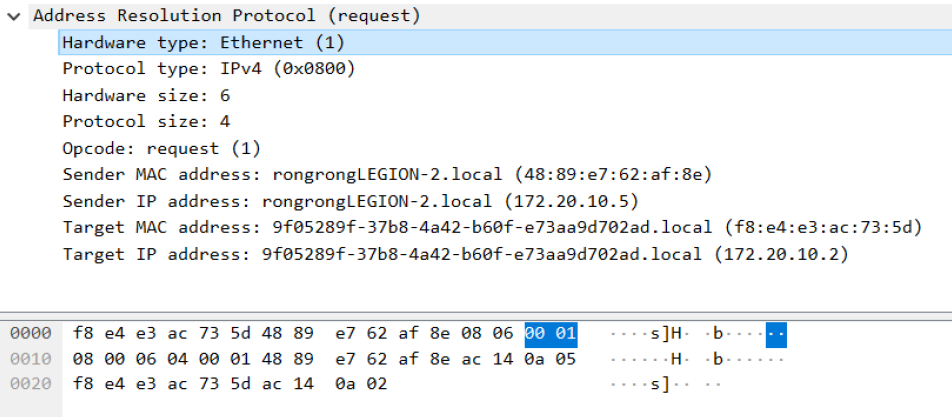 Address Resolution Protocol (request)
Hardware type: Ethernet (1)
Protocol type: IPv4 (0x0800)
Hardware size: 6
Protocol size: 4
Opcode: request (1)
Sender MAC address: rongrongLEGION-2.local (48:89:e7:62:af:8e)
Sender IP address: rongrongLEGION-2.local (172.20.10.5)
Target MAC address: 9f05289f-37b8-4a42-b60f-e73aa9d702ad.local (f8:e4:e3:ac:73:5d)
Target IP address: 9f05289f-37b8-4a42-b60f-e73aa9d702ad.local (172.20.10.2)
0000 f8 e4 e3 ac 73 5d 48 89 e7 62 af 8e 08 06 00 01 ····s]H· ·b······
0010 08 00 06 04 00 01 48 89 e7 62 af 8e ac 14 0a 05 ······H· ·b······
0020 f8 e4 e3 ac 73 5d ac 14 0a 02 ····s]·· ··